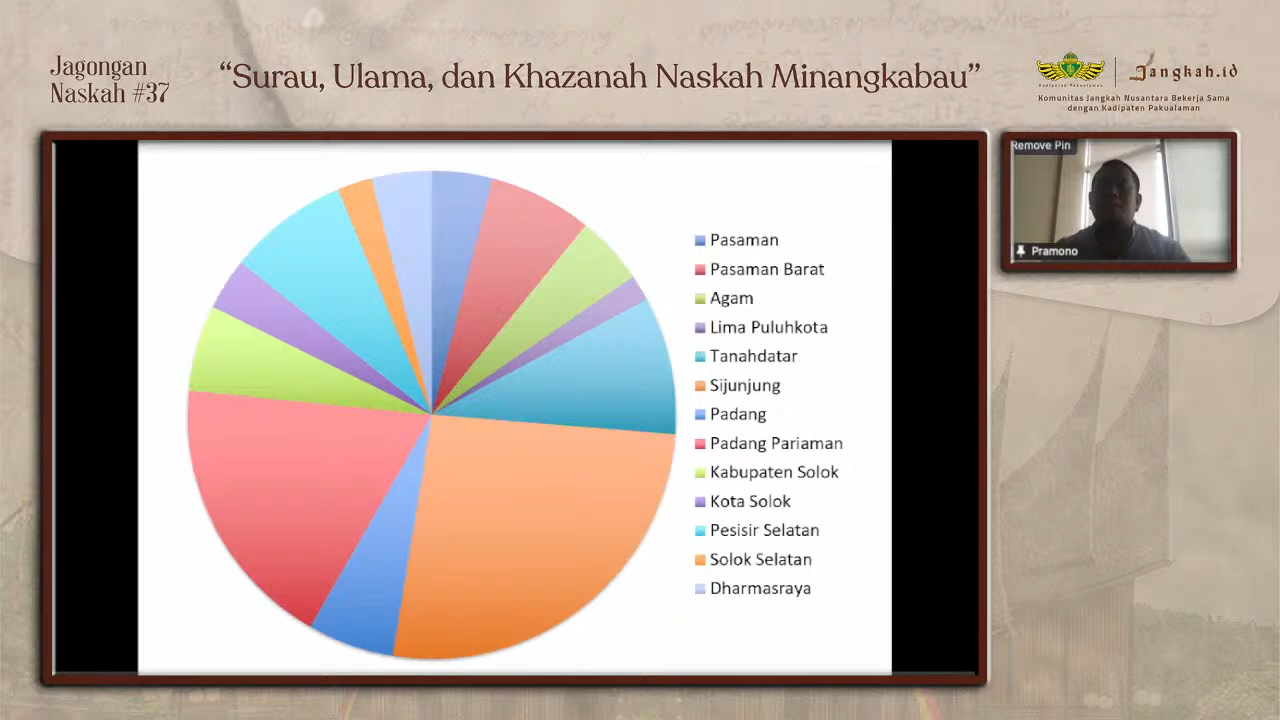 Jagongan
Naskah #37
“Surau, Ulama, dan Khazanah Naskah Minangkabau”
Kadipaten Pakualaman
Jangkah.id
Komunitas Jangkah Nusantara Bekerja Sama
dengan Kadipaten Pakualaman
Pasaman
Pasaman Barat
Agam
Lima Puluhkota
Tanahdatar
Sijunjung
Padang
Padang Pariaman
Kabupaten Solok
Kota Solok
Pesisir Selatan
Solok Selatan
Dharmasraya
Remove Pin
Pramono